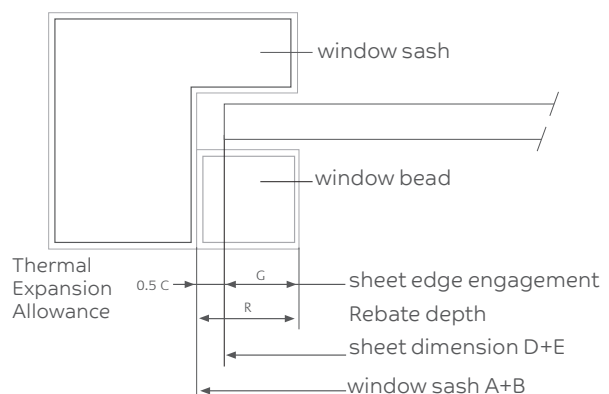 window sash
window bead
Thermal
Expansion
Allowance
0.5 C
G
sheet edge engagement
R
Rebate depth
sheet dimension D+E
window sash A+B